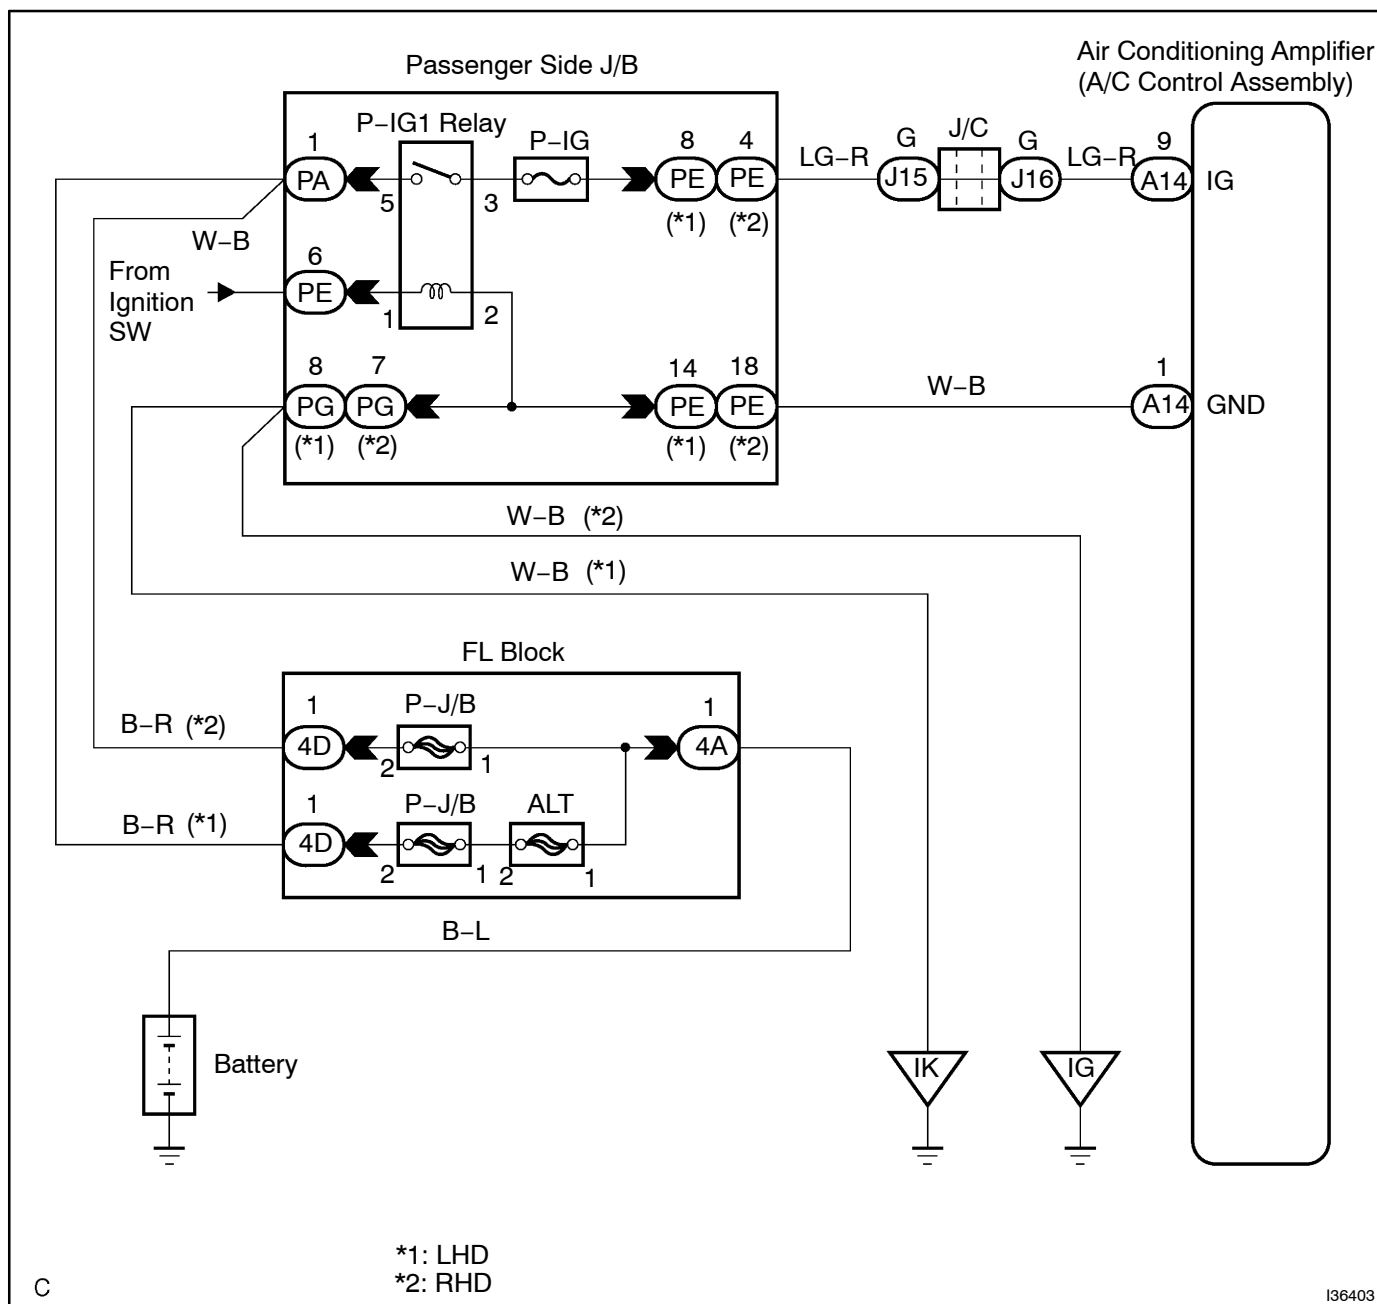 Passenger Side J/B
Air Conditioning Amplifier
(A/C Control Assembly)
P−IG1 Relay
P−IG
1
PA
5
3
8
4
PE
PE
(*1)
(*2)
LG−R
G
J/C
G
J15
J16
LG−R
9
A14
IG
W−B
From
Ignition
SW
6
PE
1
2
8
7
PG
PG
(*1)
(*2)
14
18
PE
PE
(*1)
(*2)
W−B
1
A14
GND
W−B (*2)
W−B (*1)
FL Block
B−R (*2)
1
4D
P−J/B
2
1
1
4A
B−R (*1)
1
4D
P−J/B
ALT
2
1
2
1
B−L
Battery
IK
IG
*1: LHD
*2: RHD
C
I36403